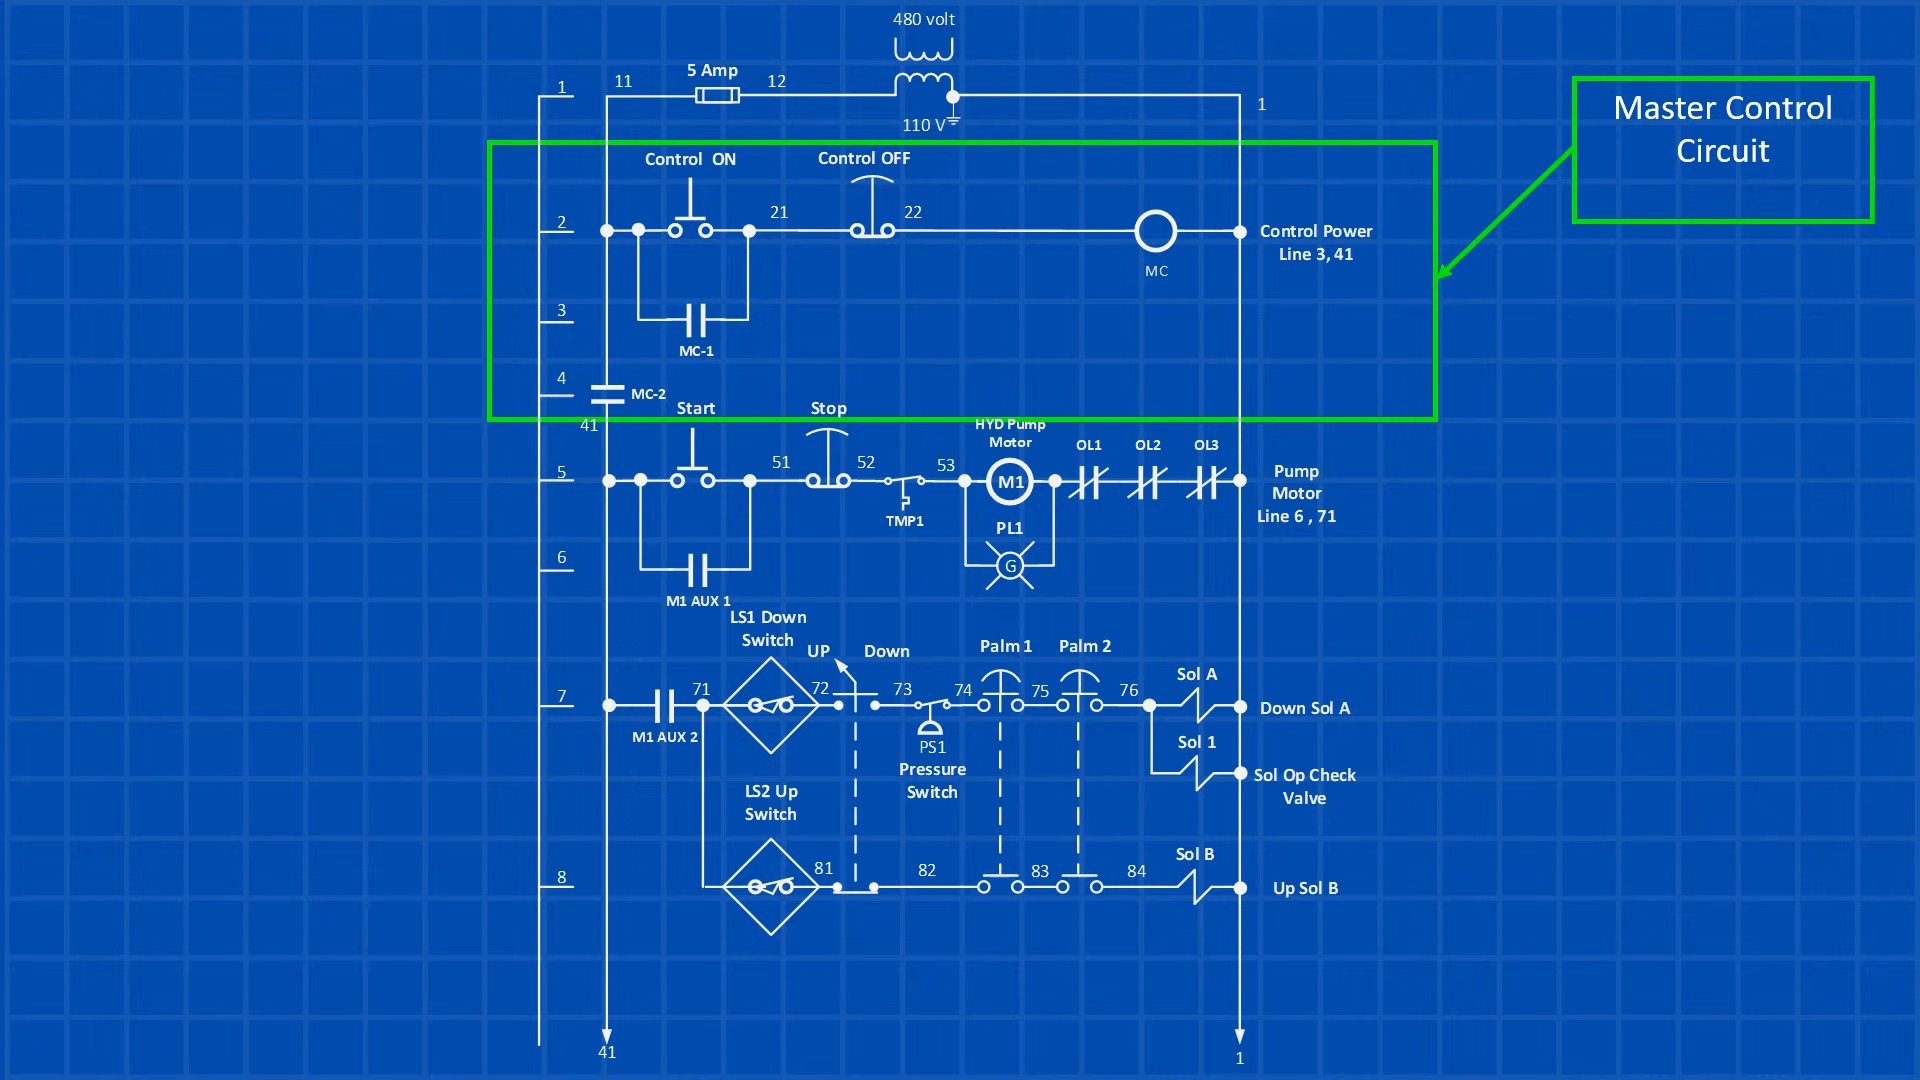 480 volt
5 Amp
1
11
12
1
110 V
Master Control
Circuit
Control ON
Control OFF
2
21
22
Control Power
Line 3, 41
MC
3
MC-1
4
MC-2
Start
Stop
41
HYD Pump
Motor
OL1
OL2
OL3
5
51
52
53
M1
Pump
Motor
Line 6 , 71
TMP1
PL1
6
G
M1 AUX 1
LS1 Down
Switch
UP
Down
Palm 1
Palm 2
Sol A
7
71
72
73
74
75
76
Down Sol A
M1 AUX 2
PS1
Pressure
Switch
Sol 1
Sol Op Check
Valve
LS2 Up
Switch
Sol B
8
81
82
83
84
Up Sol B
41
1